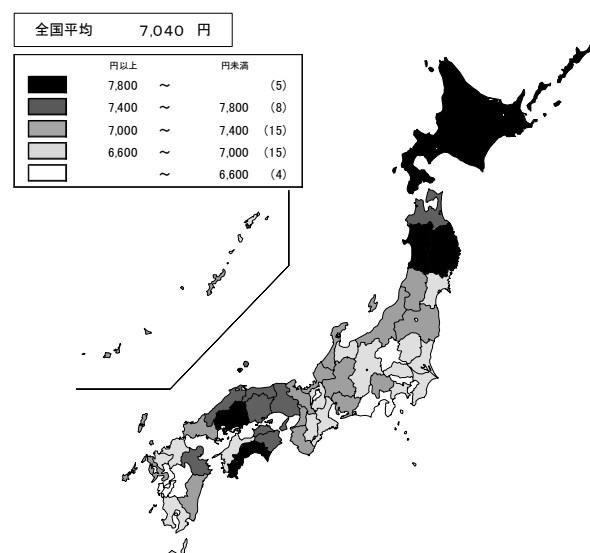 全国平均 7,040 円
円以上 円未満
7,800 ～ (5)
7,400 ～ 7,800 (8)
7,000 ～ 7,400 (15)
6,600 ～ 7,000 (15)
～ 6,600 (4)